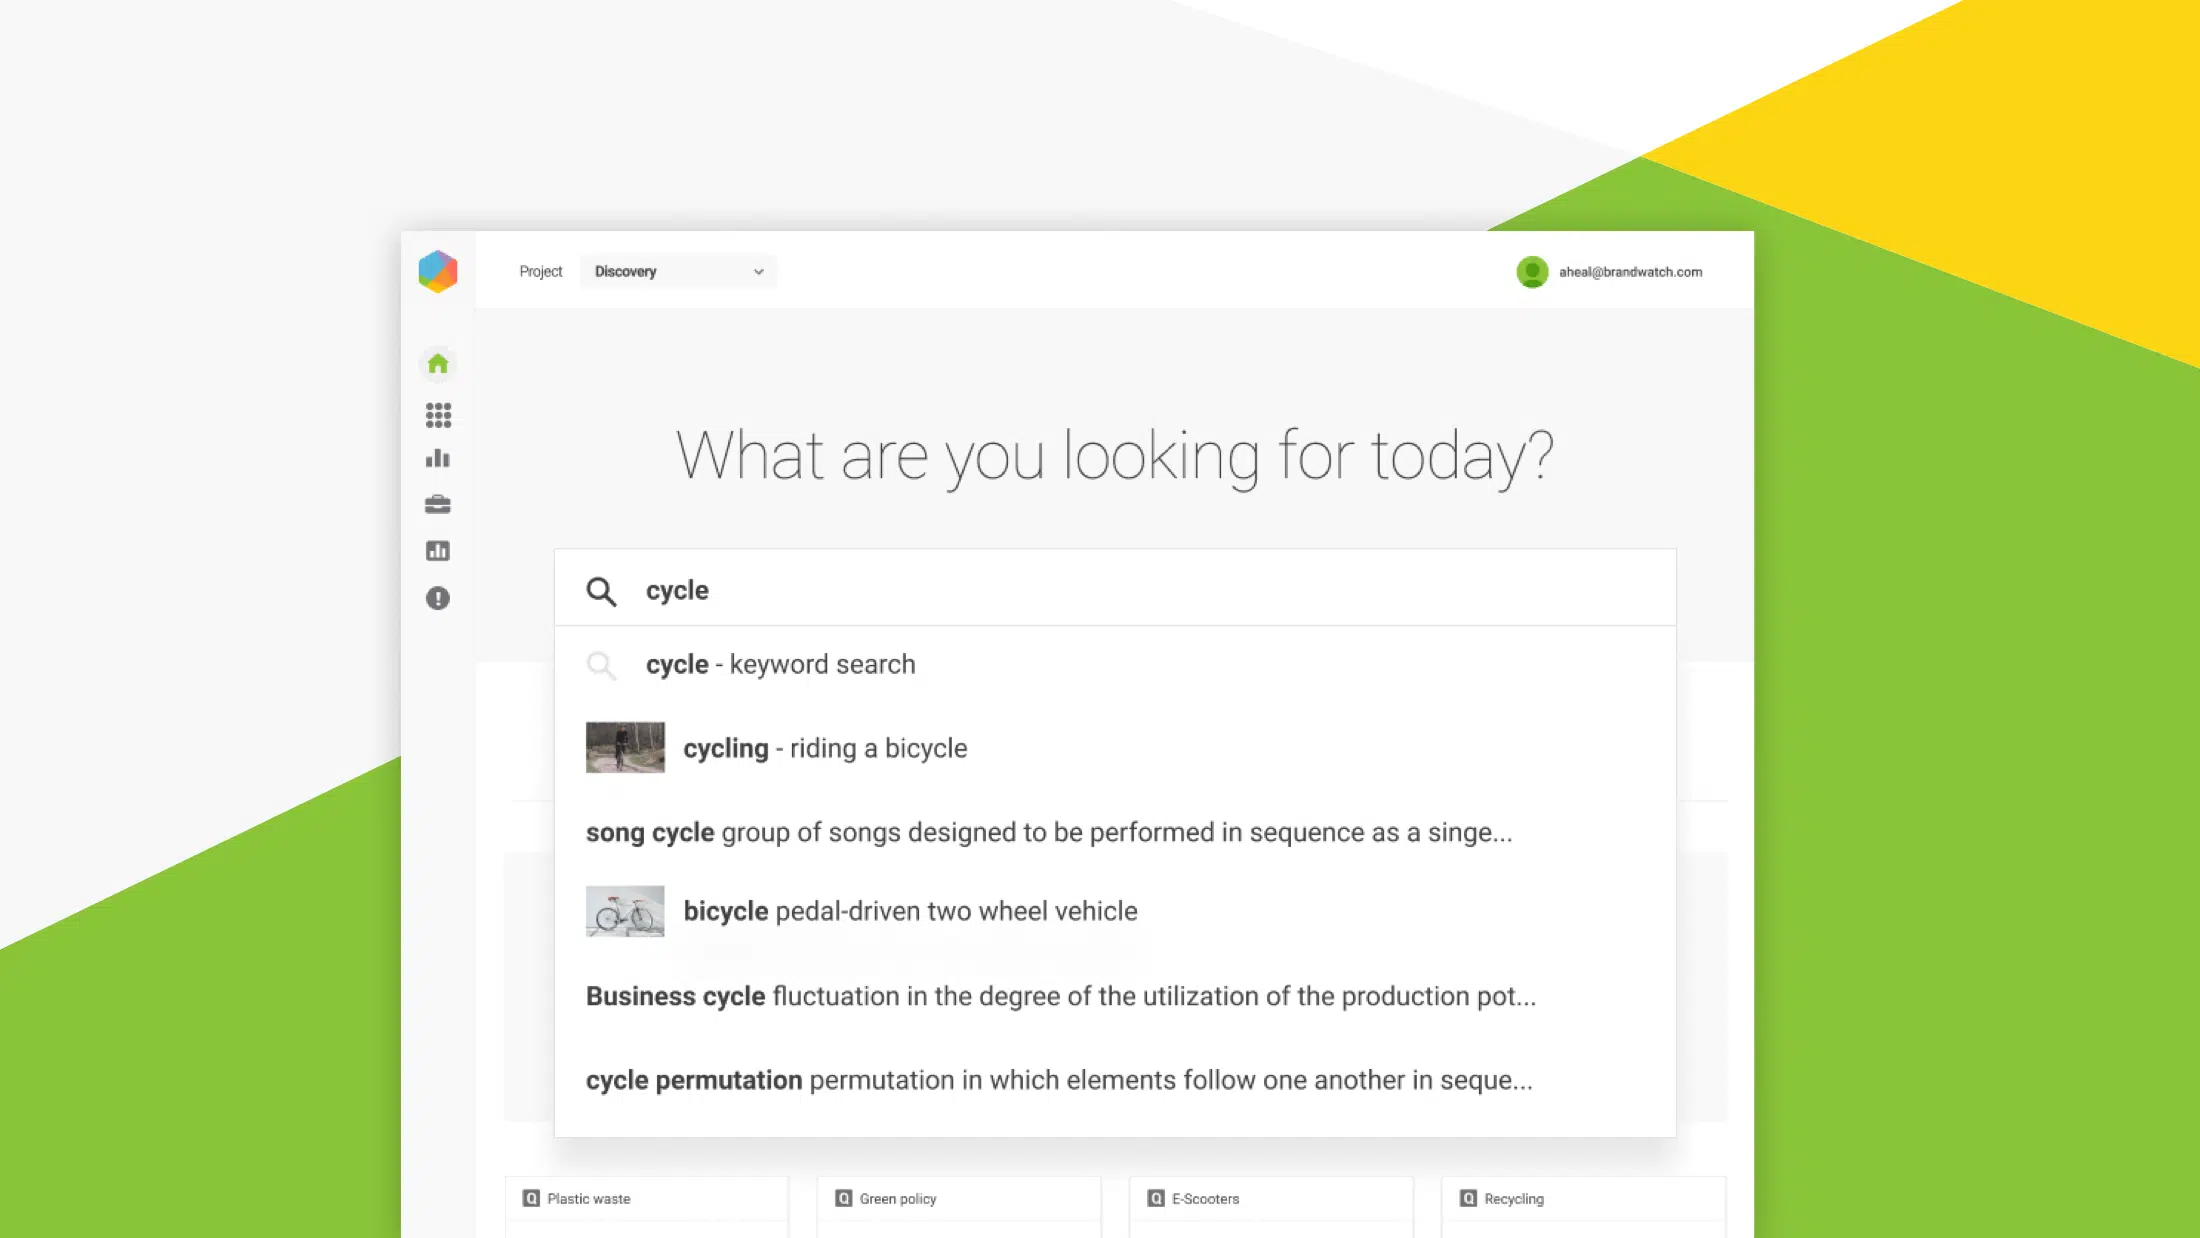 Project Discovery aheal@brandwatch.com
What are you looking for today?
cycle
cycle - keyword search
cycling - riding a bicycle
song cycle group of songs designed to be performed in sequence as a singe...
bicycle pedal-driven two wheel vehicle
Business cycle fluctuation in the degree of the utilization of the production pot...
cycle permutation permutation in which elements follow one another in seque...
Q Plastic waste Q Green policy Q E-Scooters Q Recycling